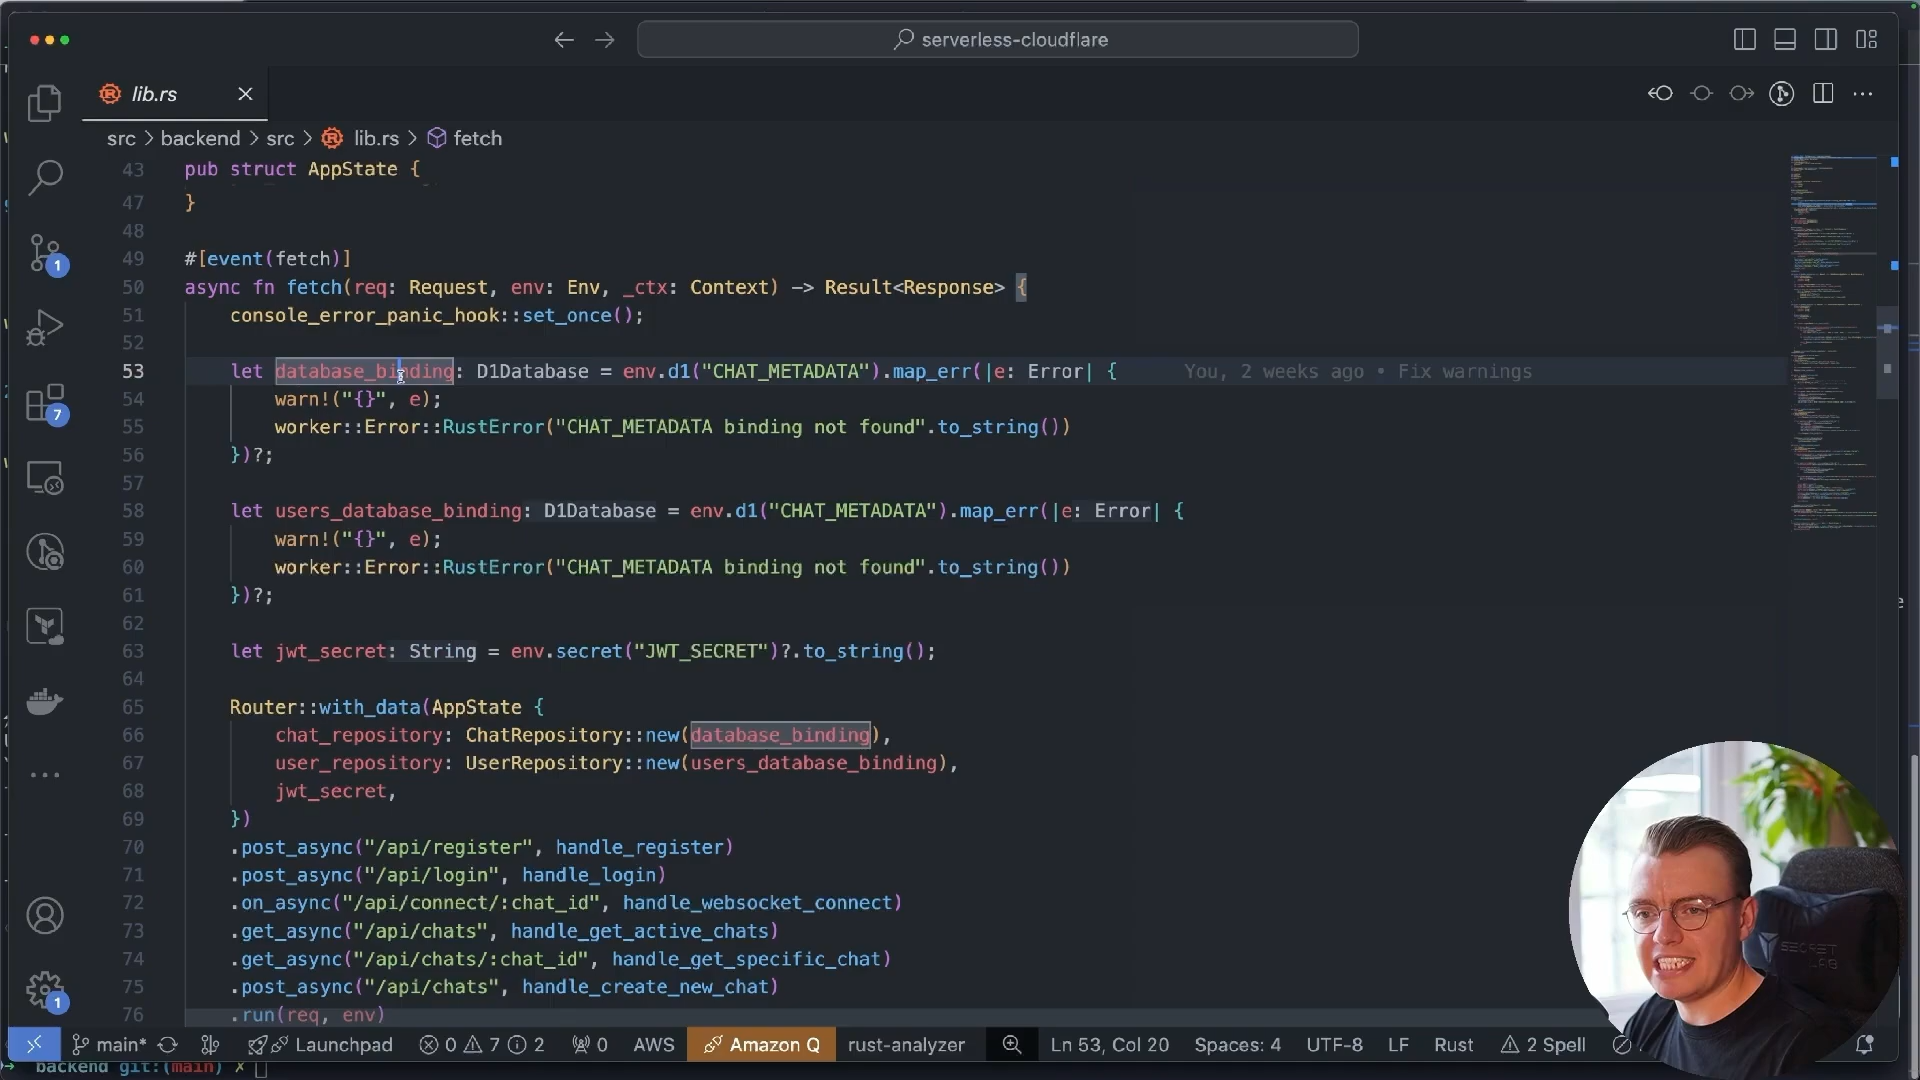 serverless-cloudflare
lib.rs
src > backend > src > lib.rs > fetch
43 pub struct AppState {
47 }
48
49 #[event(fetch)]
50 async fn fetch(req: Request, env: Env, _ctx: Context) -> Result<Response> {
51 console_error_panic_hook::set_once();
52
53 let database_binding: D1Database = env.d1("CHAT_METADATA").map_err(|e: Error| { You, 2 weeks ago • Fix warnings
54 warn!("{}", e);
55 worker::Error::RustError("CHAT_METADATA binding not found".to_string())
56 })?;
57
58 let users_database_binding: D1Database = env.d1("CHAT_METADATA").map_err(|e: Error| {
59 warn!("{}", e);
60 worker::Error::RustError("CHAT_METADATA binding not found".to_string())
61 })?;
62
63 let jwt_secret: String = env.secret("JWT_SECRET")?.to_string();
64
65 Router::with_data(AppState {
66 chat_repository: ChatRepository::new(database_binding),
67 user_repository: UserRepository::new(users_database_binding),
68 jwt_secret,
69 })
70 .post_async("/api/register", handle_register)
71 .post_async("/api/login", handle_login)
72 .on_async("/api/connect/:chat_id", handle_websocket_connect)
73 .get_async("/api/chats", handle_get_active_chats)
74 .get_async("/api/chats/:chat_id", handle_get_specific_chat)
75 .post_async("/api/chats", handle_create_new_chat)
76 .run(req, env)
1
7
1
SECRET LAB
main* Launchpad 0 7 2 0 AWS Amazon Q rust-analyzer Ln 53, Col 20 Spaces: 4 UTF-8 LF Rust 2 Spell
backend git:(main) ✗